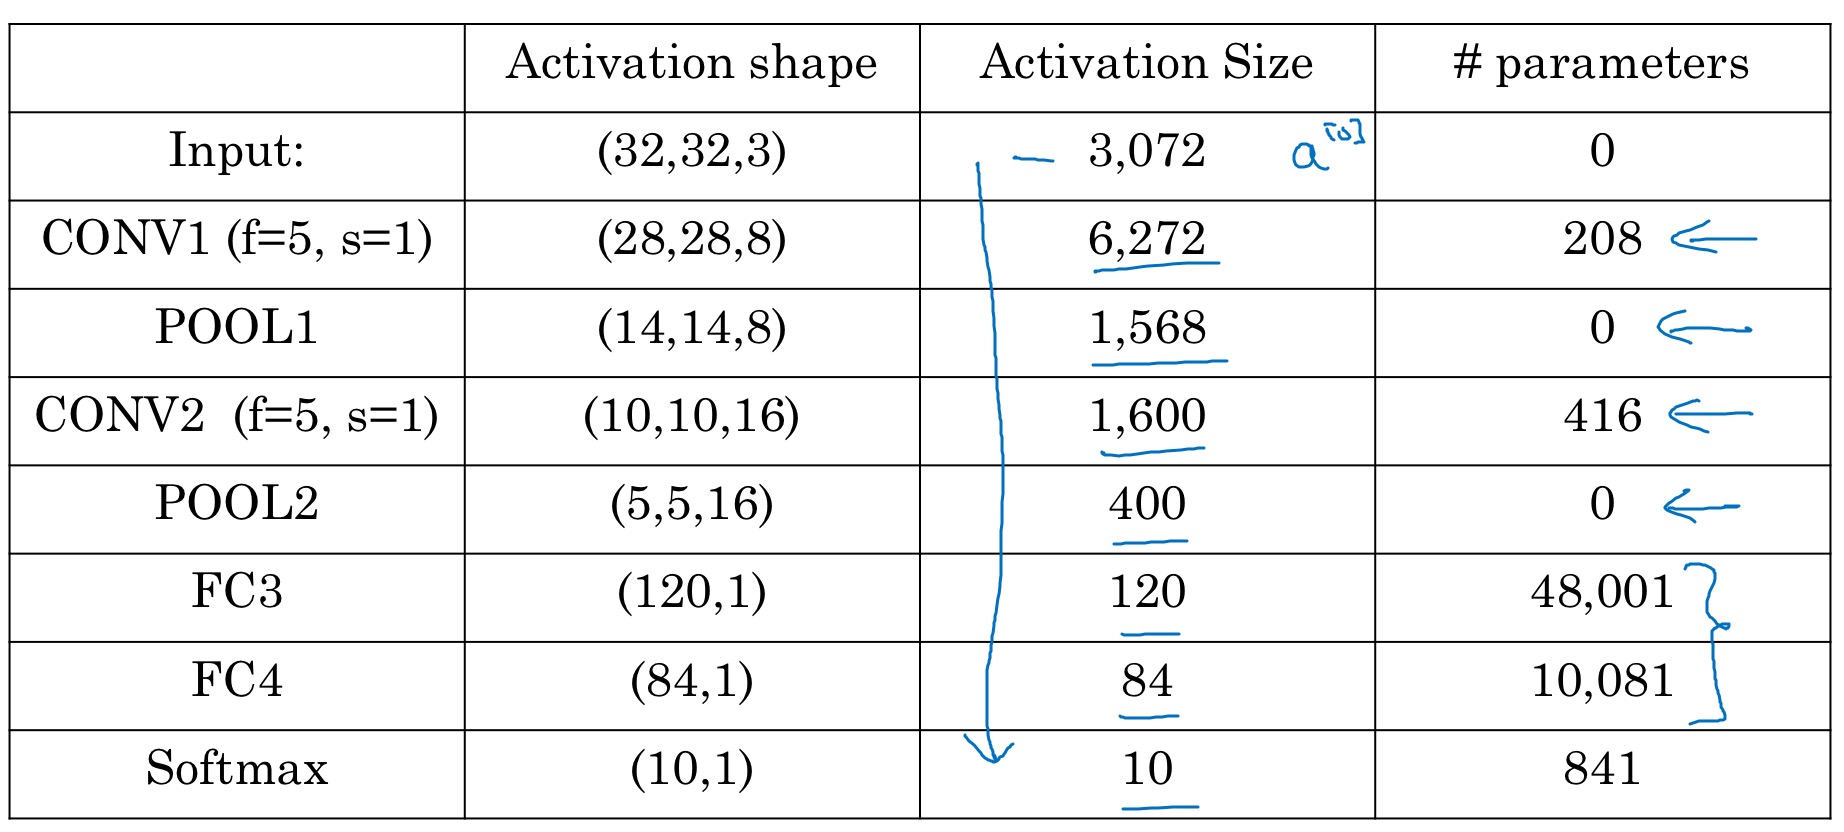 Activation shape Activation Size # parameters
Input: (32,32,3) 3,072 a[0] 0
CONV1 (f=5, s=1) (28,28,8) 6,272 208
POOL1 (14,14,8) 1,568 0
CONV2 (f=5, s=1) (10,10,16) 1,600 416
POOL2 (5,5,16) 400 0
FC3 (120,1) 120 48,001
FC4 (84,1) 84 10,081
Softmax (10,1) 10 841